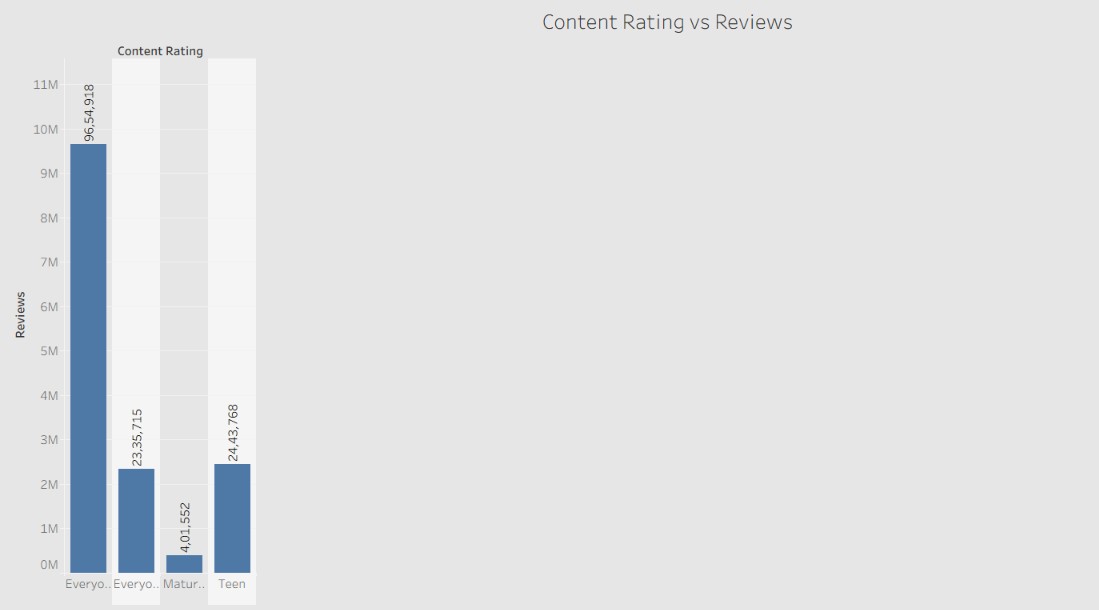 Content Rating vs Reviews
Content Rating
11M
10M
9M
8M
7M
6M
5M
4M
3M
2M
1M
0M
Reviews
96,54,918
23,35,715
4,01,552
24,43,768
Everyo..
Everyo..
Matur..
Teen